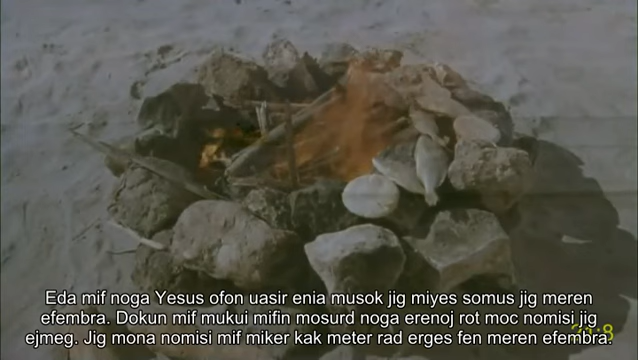 Eda mif noga Yesus ofon uasir enia musok jig miyes somus jig meren
efembra. Dokun mif mukui mifin mosurd noga erenoj rot moc nomisi jig
ejmeg. Jig mona nomisi mif miker kak meter rad erges fen meren efembra.
21:8